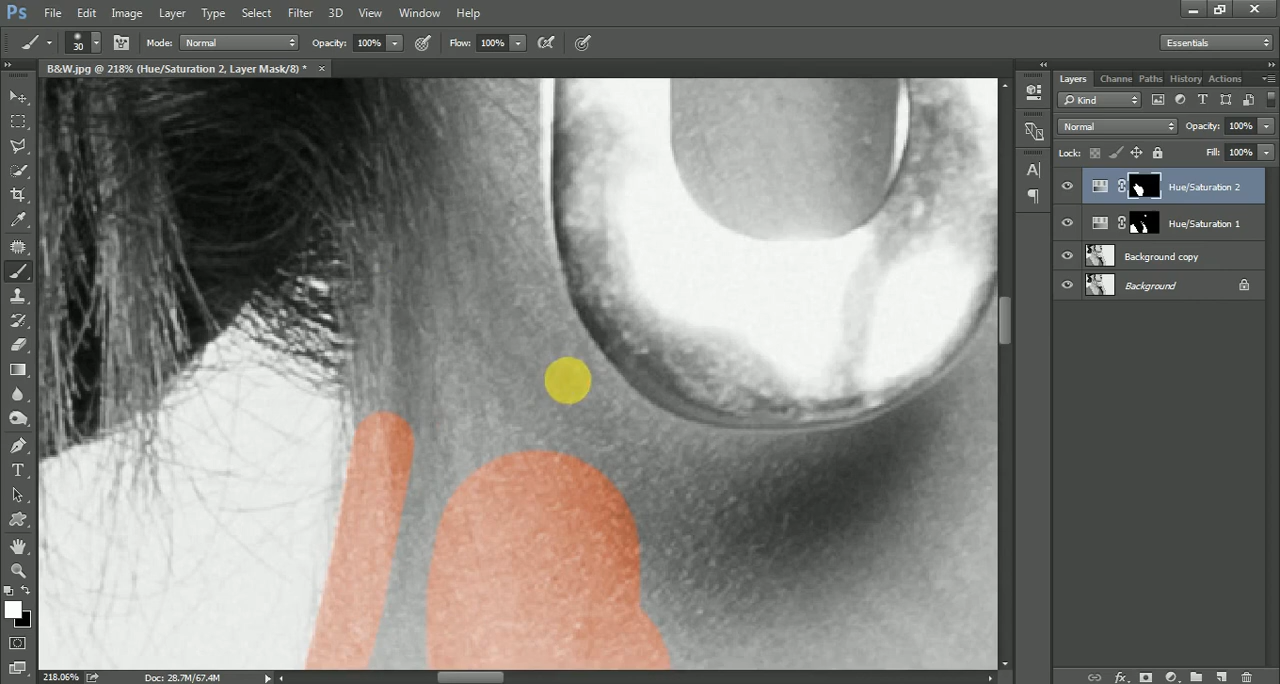 Ps File Edit Image Layer Type Select Filter 3D View Window Help
30 Mode: Normal Opacity: 100% Flow: 100% Essentials
B&W.jpg @ 218% (Hue/Saturation 2, Layer Mask/8) * ×
Layers Channe Paths History Actions
Kind
Normal Opacity: 100%
Lock: Fill: 100%
Hue/Saturation 2
Hue/Saturation 1
Background copy
Background
218.06% Doc: 28.7M/67.4M